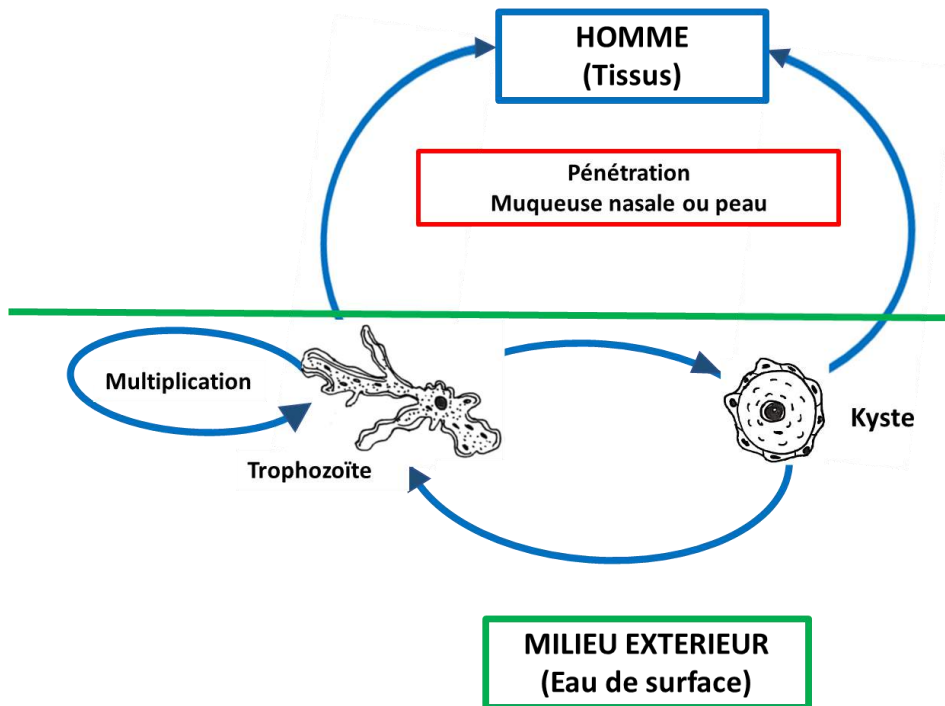 HOMME
(Tissus)
Pénétration
Muqueuse nasale ou peau
Multiplication
Trophozoïte
Kyste
MILIEU EXTERIEUR
(Eau de surface)